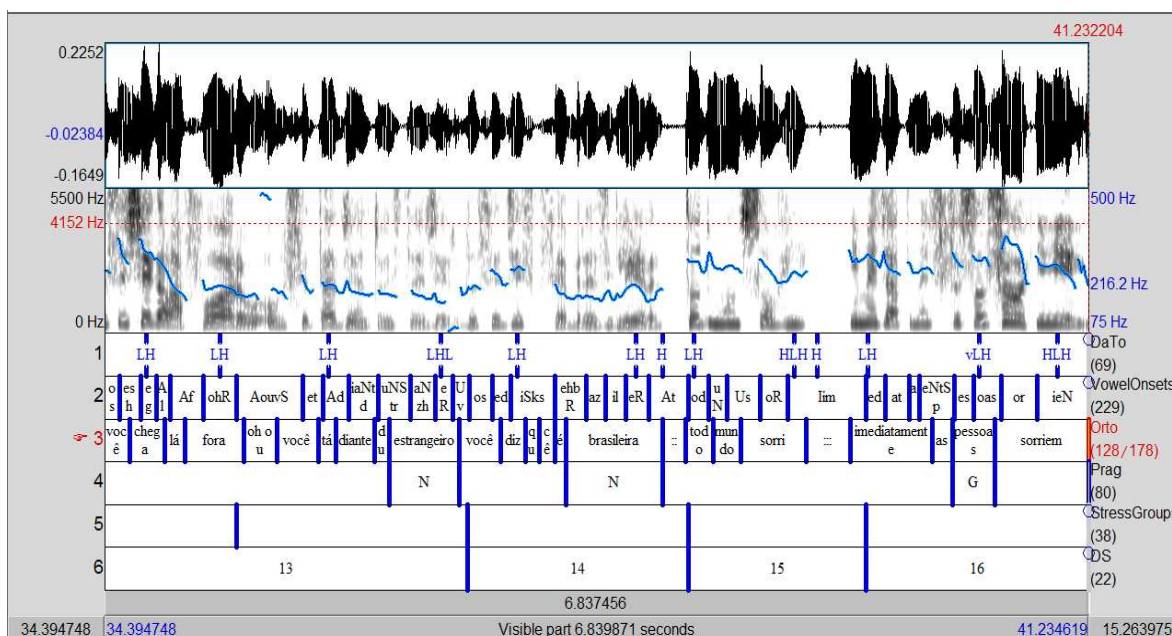 41.232204
0.2252
-0.02384
-0.1649
5500 Hz 500 Hz
4152 Hz
216.2 Hz
0 Hz 75 Hz
1 LH LH LH LHL LH LH H LH HLH H LH vLH HLH DaTo (69)
2 o s es h e g A l Af ohR AouvS et Ad iaNt d uNS tr aN zh e R U v os ed iSks ehb R az il eR At od u N Us oR Iim ed at a eNtS p es oas or ieN VowelOnsets (229)
☞ 3 voc ê cheg a lá fora oh o u você tá diante d u estrangeiro você diz q u c ê é brasileira :: tod o mun do sorri ::: imediatament e as pessoa s sorriem Orto (128/178)
4 N N G Prag (80)
5 StressGroup (38)
6 13 14 15 16 DS (22)
6.837456
34.394748 34.394748 Visible part 6.839871 seconds 41.234619 15.263975